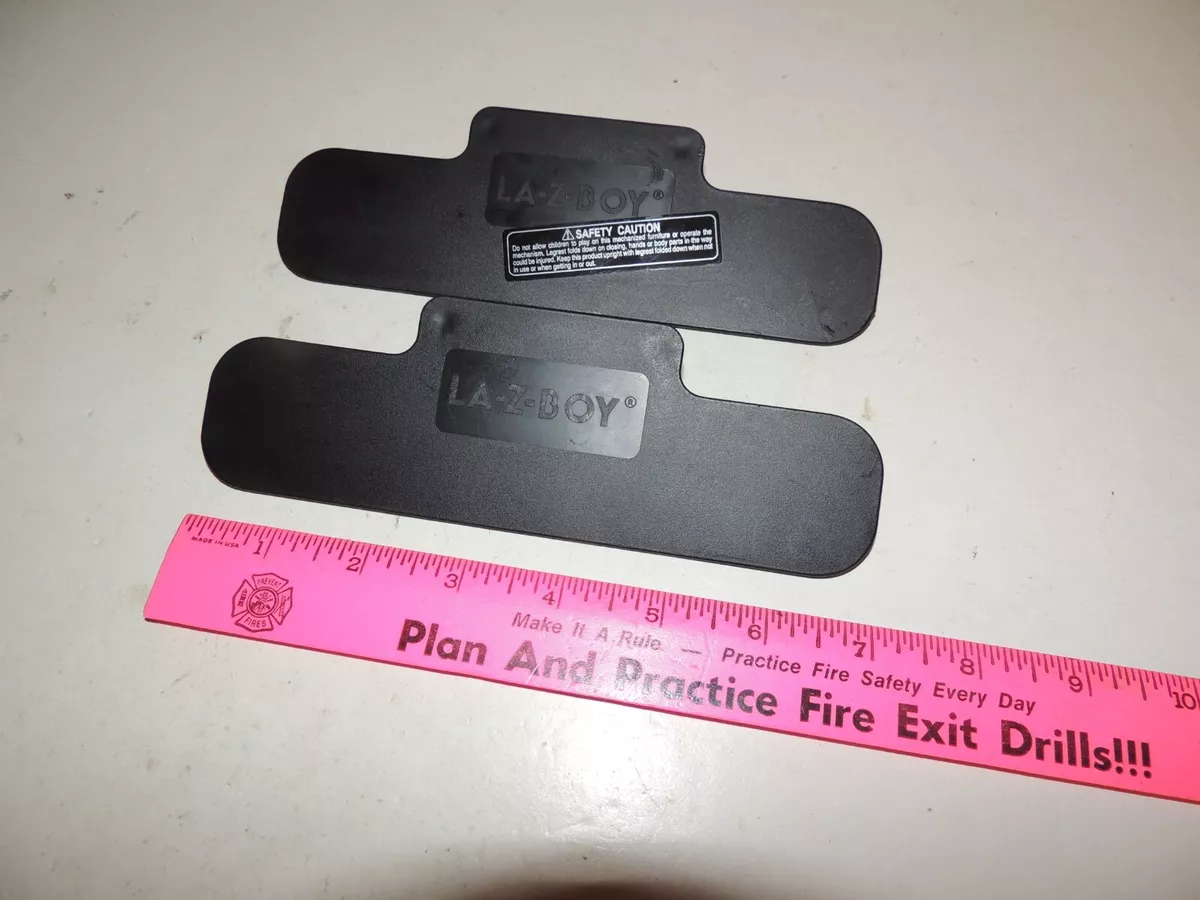 LA-Z-BOY®
⚠ SAFETY CAUTION
Do not allow children to play on this mechanized furniture or operate the
mechanism. Legrest folds down on closing, hands or body parts in the way
could be injured. Keep this product upright with legrest folded down when not
in use or when getting in or out.
LA-Z-BOY®
1 2 3 4 5 6 7 8 9 10
MADE IN USA
PREVENT
FIRES
Make It A Rule — Practice Fire Safety Every Day
Plan And Practice Fire Exit Drills!!!